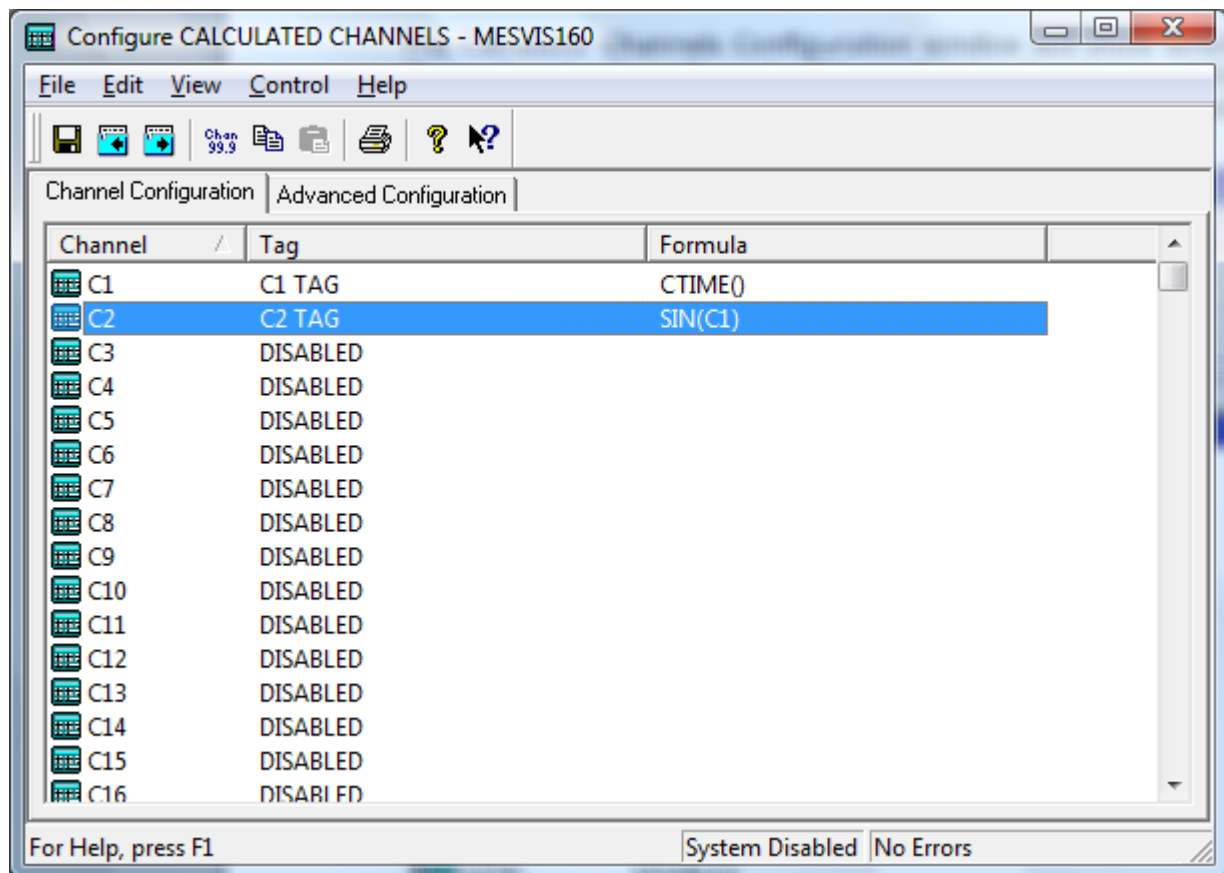 Configure CALCULATED CHANNELS - MESVIS160
File Edit View Control Help
Chan 99.9
Channel Configuration Advanced Configuration
Channel Tag Formula
C1 C1 TAG CTIME()
C2 C2 TAG SIN(C1)
C3 DISABLED
C4 DISABLED
C5 DISABLED
C6 DISABLED
C7 DISABLED
C8 DISABLED
C9 DISABLED
C10 DISABLED
C11 DISABLED
C12 DISABLED
C13 DISABLED
C14 DISABLED
C15 DISABLED
C16 DISABLED
For Help, press F1 System Disabled No Errors